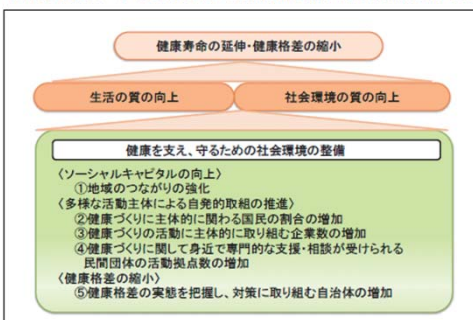 健康寿命の延伸・健康格差の縮小
生活の質の向上
社会環境の質の向上
健康を支え、守るための社会環境の整備
〈ソーシャルキャピタルの向上〉
①地域のつながりの強化
〈多様な活動主体による自発的取組の推進〉
②健康づくりに主体的に関わる国民の割合の増加
③健康づくりの活動に主体的に取り組む企業数の増加
④健康づくりに関して身近で専門的な支援・相談が受けられる
民間団体の活動拠点数の増加
〈健康格差の縮小〉
⑤健康格差の実態を把握し、対策に取り組む自治体の増加